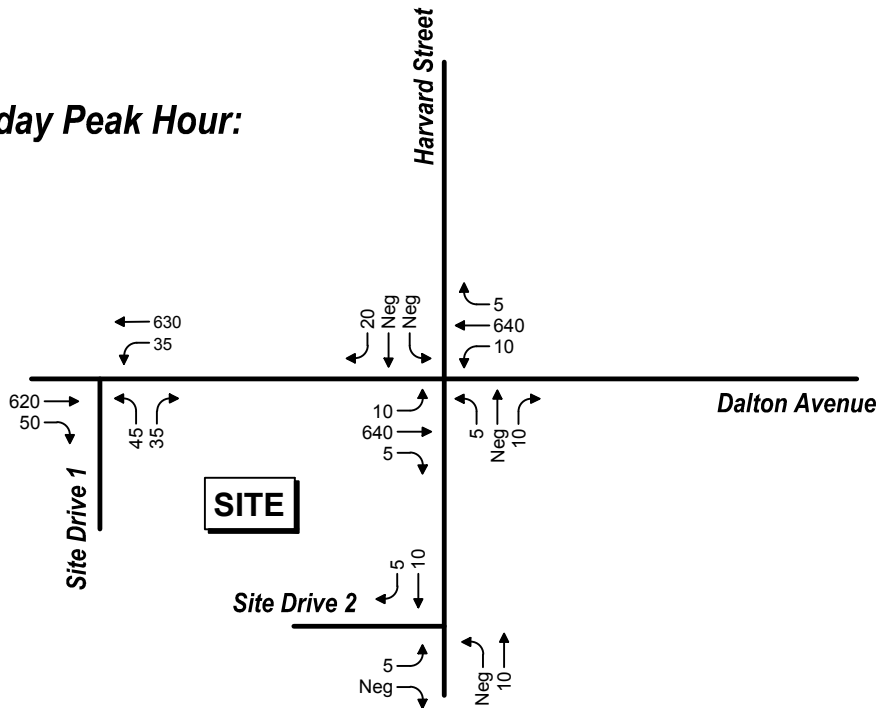 Harvard Street
day Peak Hour:
20
Neg
Neg
5
640
10
630
35
620
50
45
35
10
640
5
5
Neg
10
Dalton Avenue
Site Drive 1
SITE
5
10
Site Drive 2
5
Neg
Neg
10